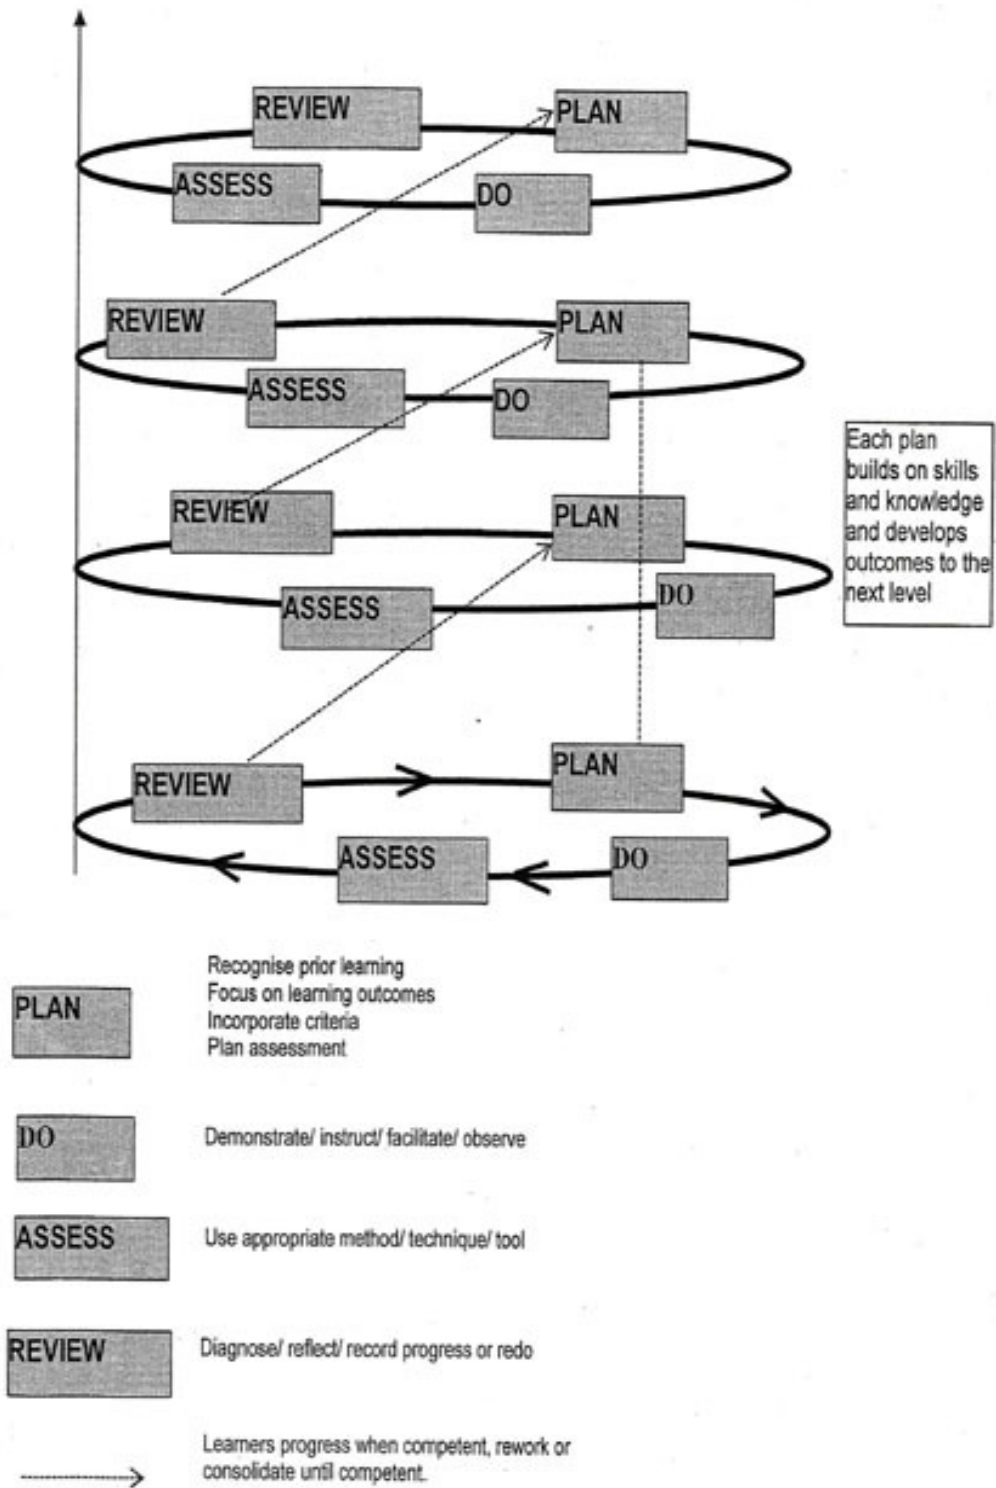 REVIEW
PLAN
ASSESS
DO
REVIEW
PLAN
ASSESS
DO
Each plan
builds on skills
and knowledge
and develops
outcomes to the
next level
REVIEW
PLAN
ASSESS
DO
REVIEW
PLAN
ASSESS
DO
PLAN
Recognise prior learning
Focus on learning outcomes
Incorporate criteria
Plan assessment
DO
Demonstrate/ instruct/ facilitate/ observe
ASSESS
Use appropriate method/ technique/ tool
REVIEW
Diagnose/ reflect/ record progress or redo
Learners progress when competent, rework or
consolidate until competent.